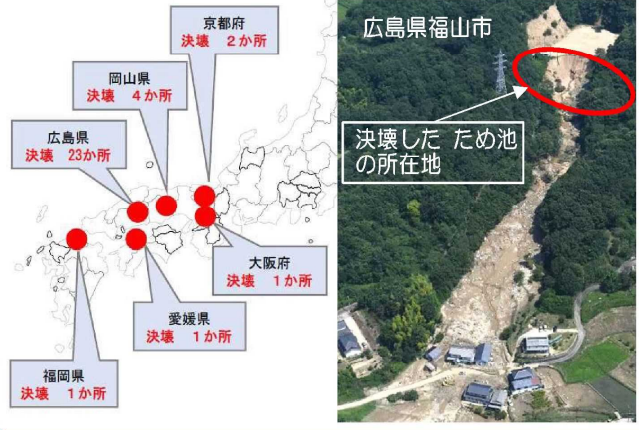 京都府
決壊 2か所
岡山県
決壊 4か所
広島県
決壊 23か所
大阪府
決壊 1か所
愛媛県
決壊 1か所
福岡県
決壊 1か所
広島県福山市
決壊した ため池
の所在地